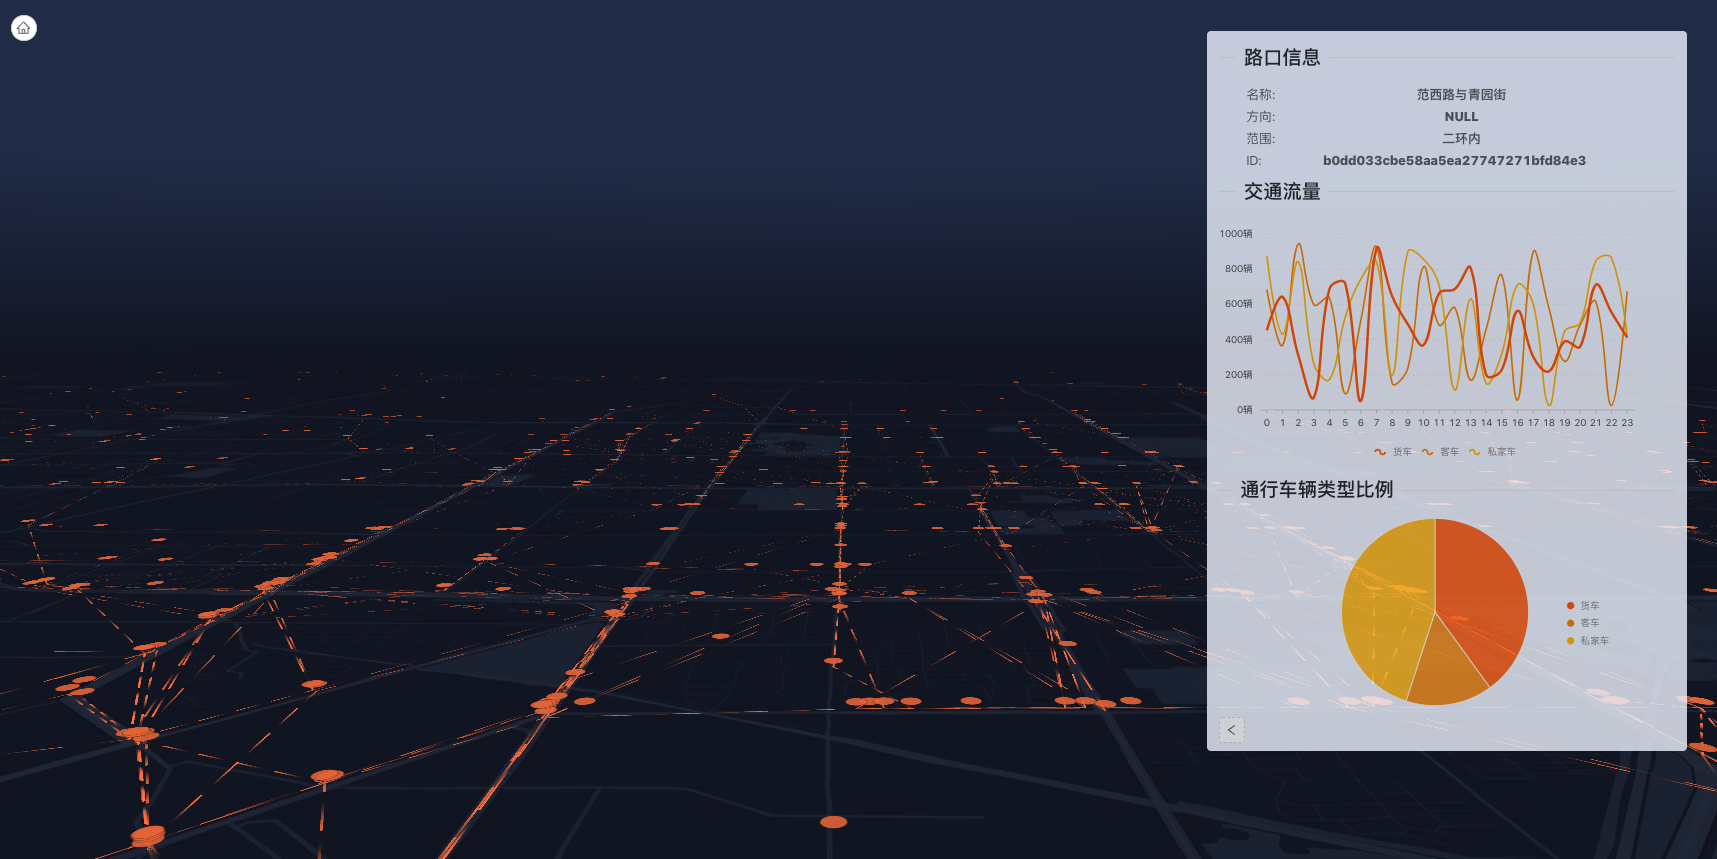 路口信息
名称: 范西路与青园街
方向: NULL
范围: 二环内
ID: b0dd033cbe58aa5ea27747271bfd84e3
交通流量
1000辆
800辆
600辆
400辆
200辆
0辆
0 1 2 3 4 5 6 7 8 9 10 11 12 13 14 15 16 17 18 19 20 21 22 23
货车 客车 私家车
通行车辆类型比例
货车
客车
私家车
<